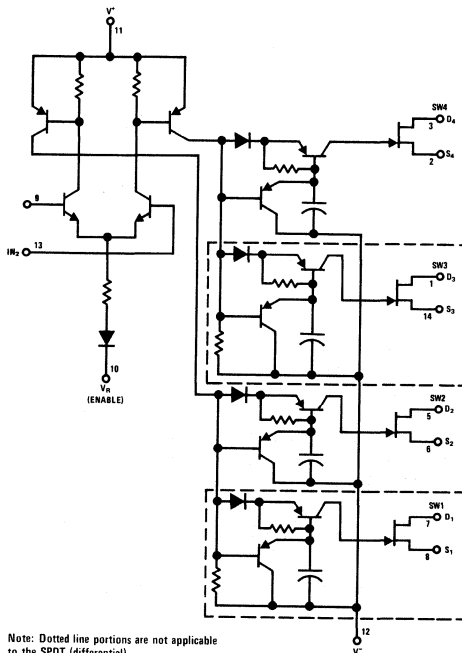 V+
11
SW4
3 D4
2 S4
9
IN2 13
SW3
1 D3
14 S3
10
VR
(ENABLE)
SW2
5 D2
6 S2
SW1
7 D1
8 S1
12
V-
Note: Dotted line portions are not applicable
to the SPDT (differential)